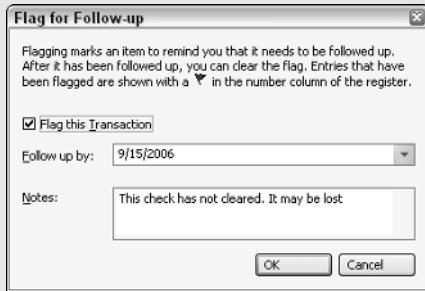 Flag for Follow-up
Flagging marks an item to remind you that it needs to be followed up.
After it has been followed up, you can clear the flag. Entries that have
been flagged are shown with a in the number column of the register.
Flag this Transaction
Follow up by: 9/15/2006
Notes: This check has not cleared. It may be lost
OK Cancel